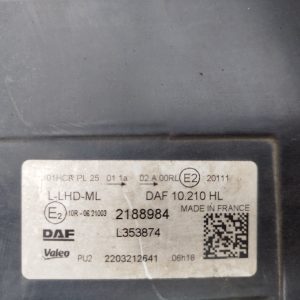 01HCR PL 25 01 1a 02 A 00RL E2 20111
L-LHD-ML DAF 10.210 HL
E2 10R - 06 21003 2188984 MADE IN FRANCE
DAF L353874
Valeo PU2 2203212641 06h18